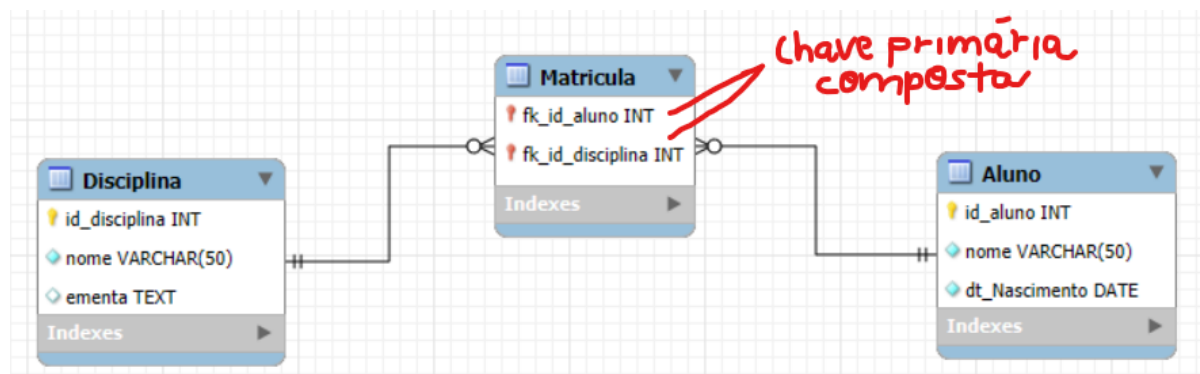 chave primária
composta
Matricula
fk_id_aluno INT
fk_id_disciplina INT
Indexes
Disciplina
id_disciplina INT
nome VARCHAR(50)
ementa TEXT
Indexes
Aluno
id_aluno INT
nome VARCHAR(50)
dt_Nascimento DATE
Indexes